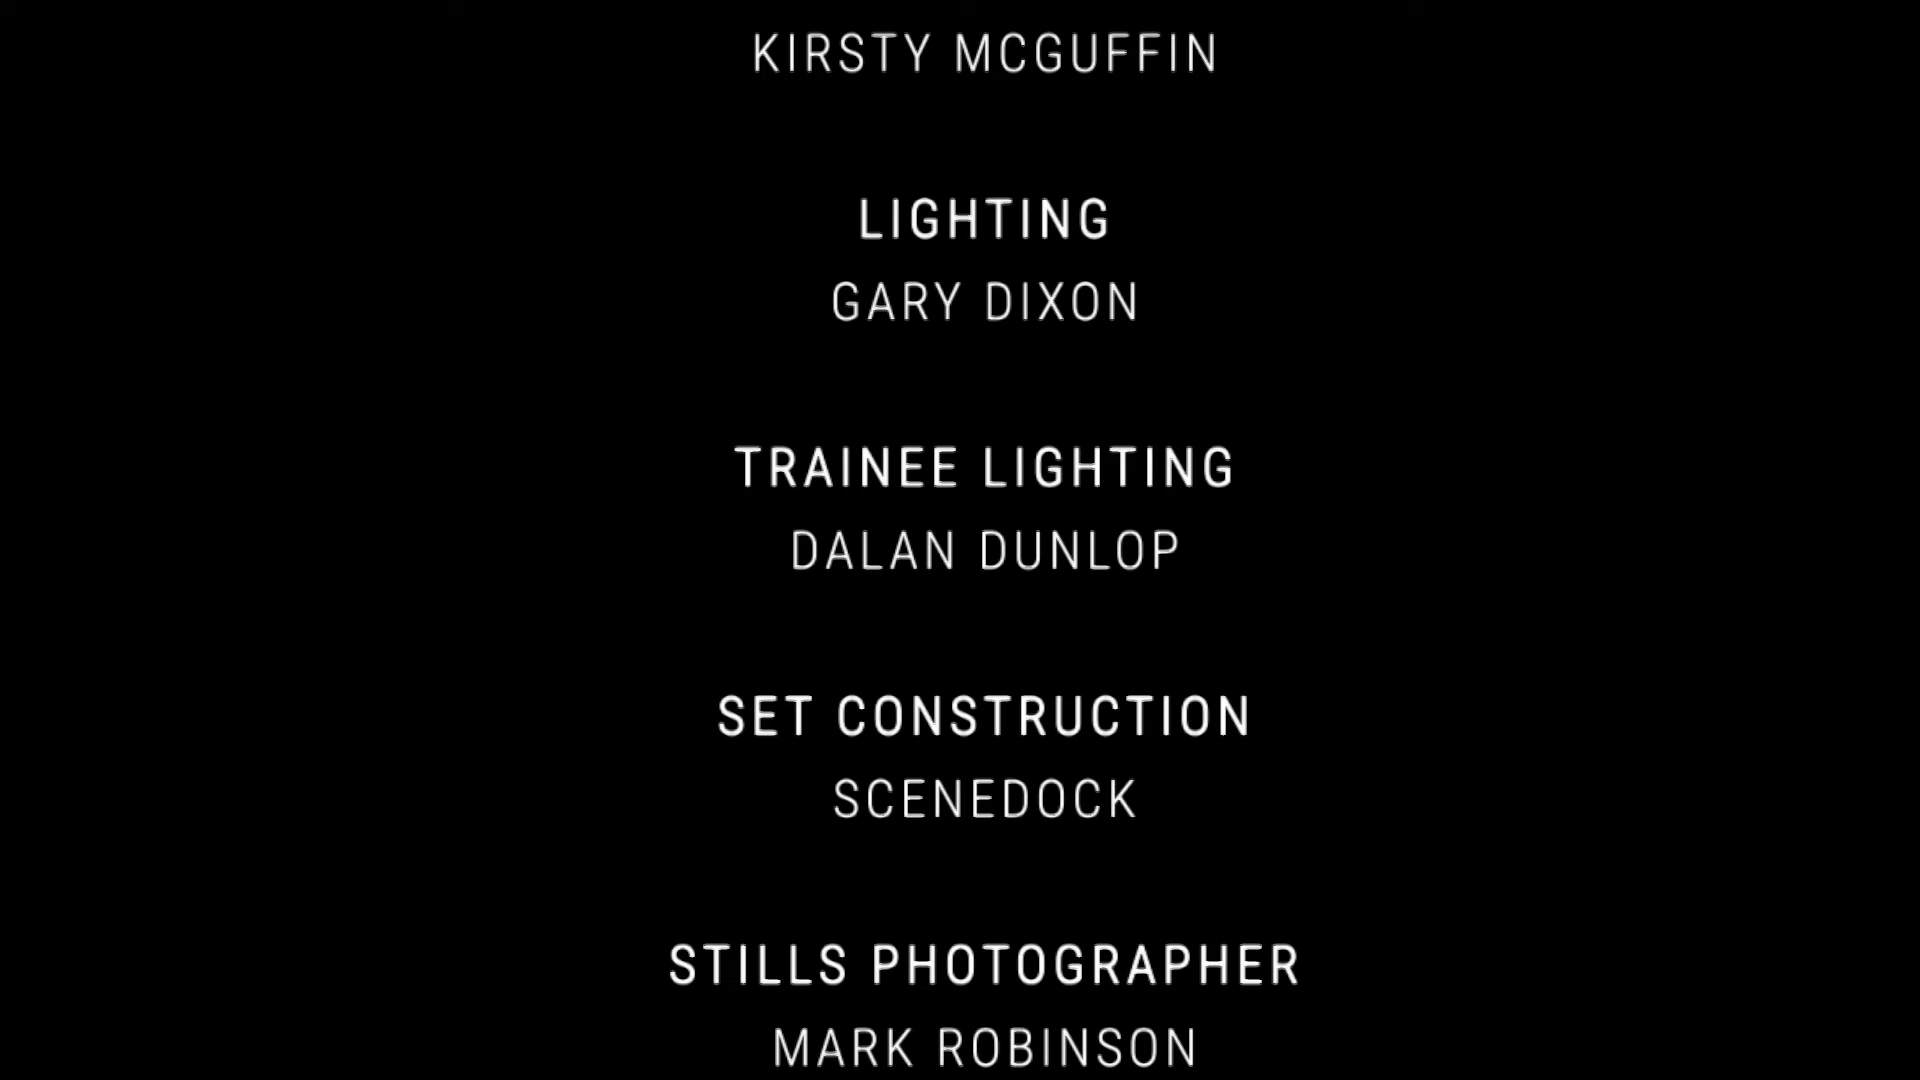 KIRSTY MCGUFFIN
LIGHTING
GARY DIXON
TRAINEE LIGHTING
DALAN DUNLOP
SET CONSTRUCTION
SCENEDOCK
STILLS PHOTOGRAPHER
MARK ROBINSON